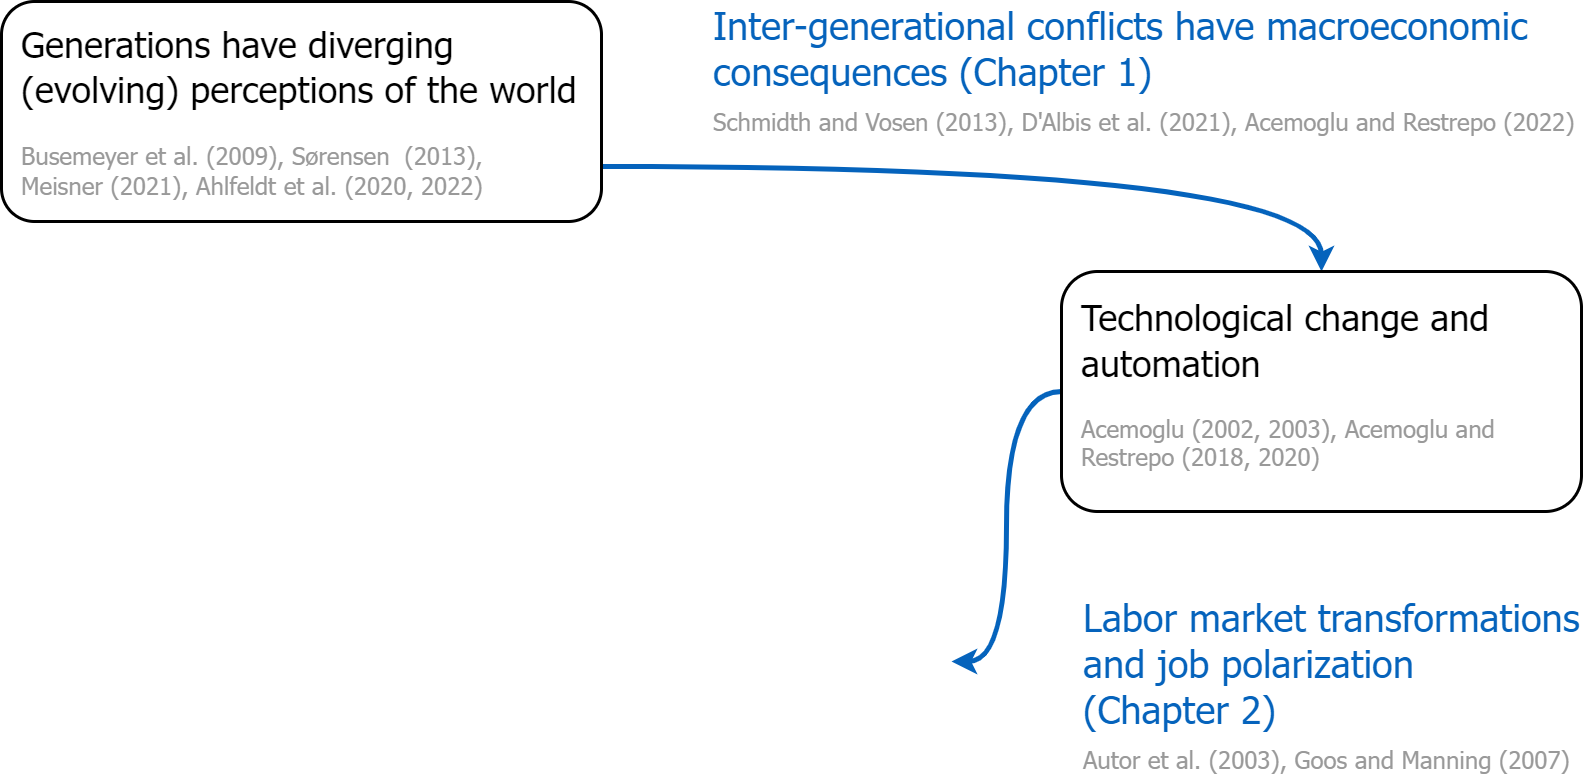 Generations have diverging
(evolving) perceptions of the world
Busemeyer et al. (2009), Sørensen  (2013),
Meisner (2021), Ahlfeldt et al. (2020, 2022)
Inter-generational conflicts have macroeconomic
consequences (Chapter 1)
Schmidth and Vosen (2013), D'Albis et al. (2021), Acemoglu and Restrepo (2022)
Technological change and
automation
Acemoglu (2002, 2003), Acemoglu and
Restrepo (2018, 2020)
Labor market transformations
and job polarization
(Chapter 2)
Autor et al. (2003), Goos and Manning (2007)